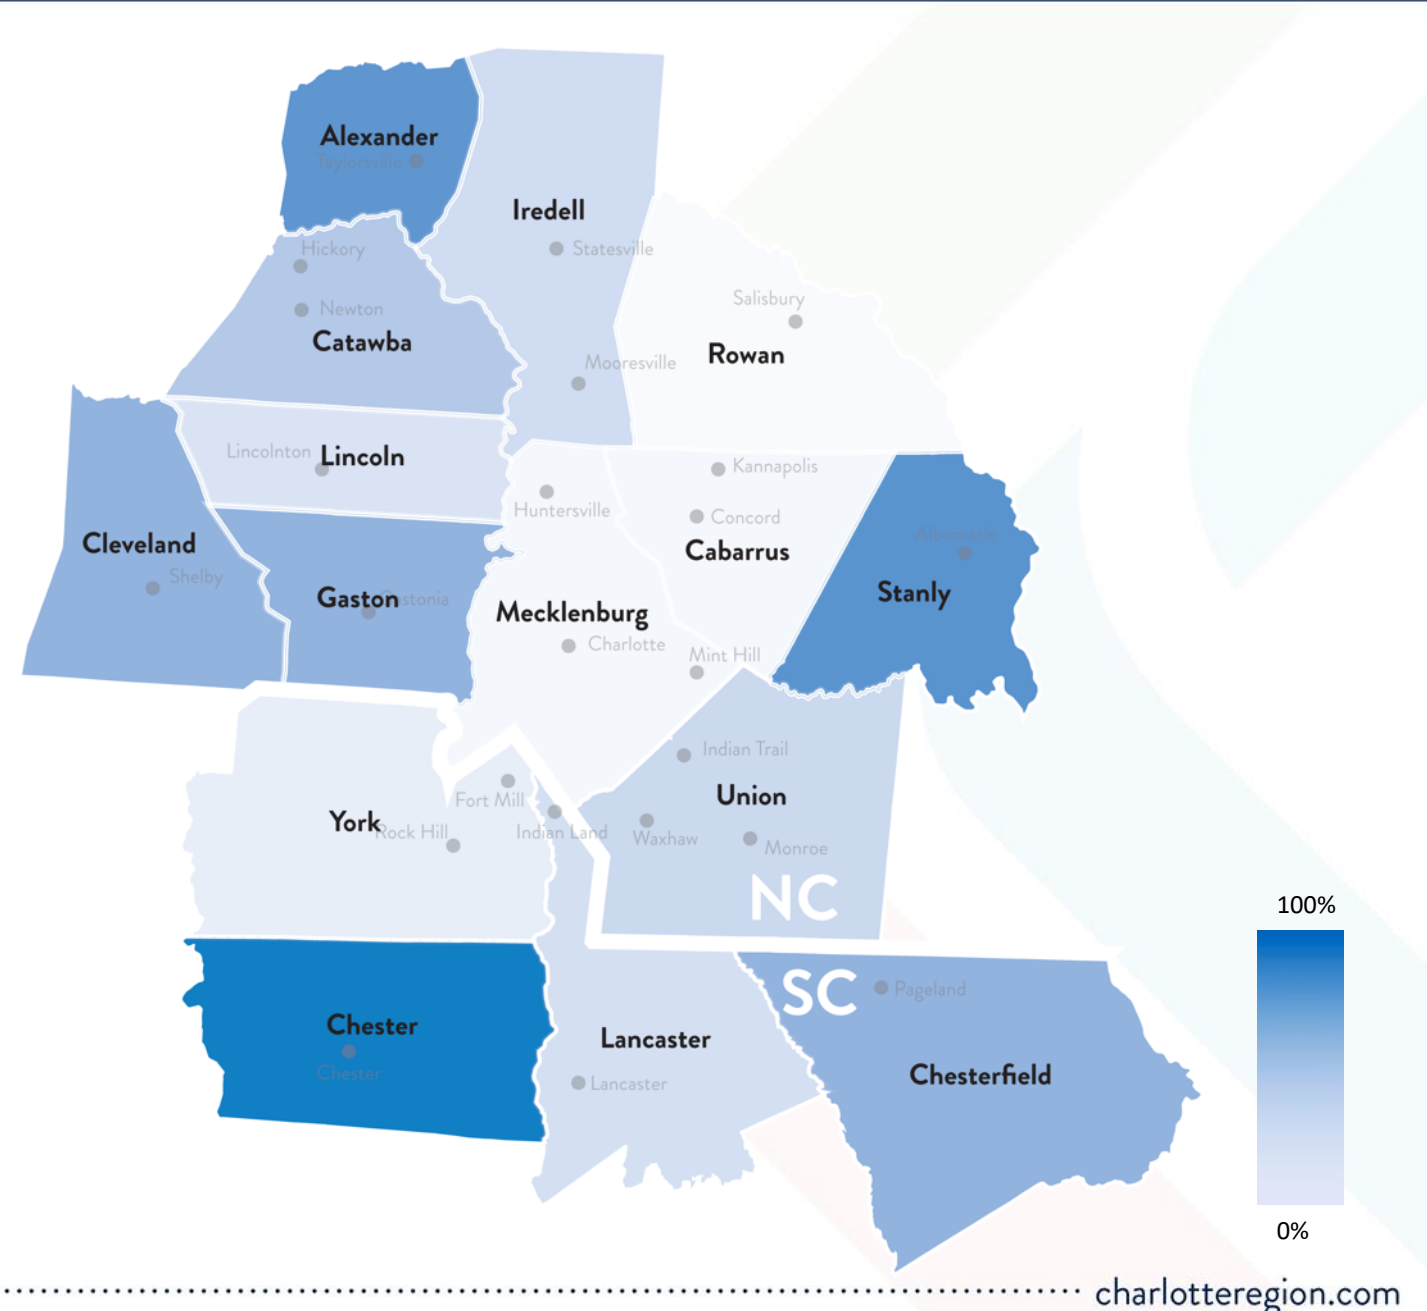 Alexander
Taylorsville
Iredell
Hickory
Statesville
Newton
Salisbury
Catawba
Rowan
Mooresville
Lincolnton
Lincoln
Kannapolis
Huntersville
Concord
Albemarle
Cleveland
Cabarrus
Shelby
Gaston
Gastonia
Stanly
Mecklenburg
Charlotte
Mint Hill
Indian Trail
Fort Mill
Union
York
Rock Hill
Indian Land
Waxhaw
Monroe
NC
100%
SC
Pageland
Chester
Chester
Lancaster
Lancaster
Chesterfield
0%
charlotteregion.com